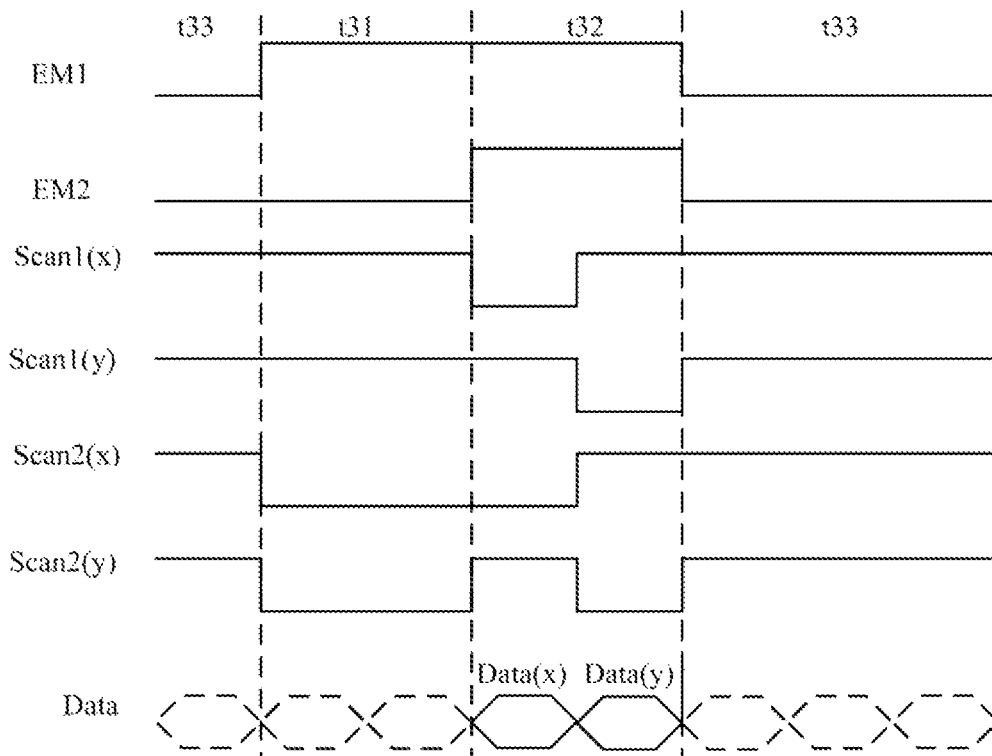 t33 t31 t32 t33
EM1
EM2
Scan1(x)
Scan1(y)
Scan2(x)
Scan2(y)
Data(x) Data(y)
Data